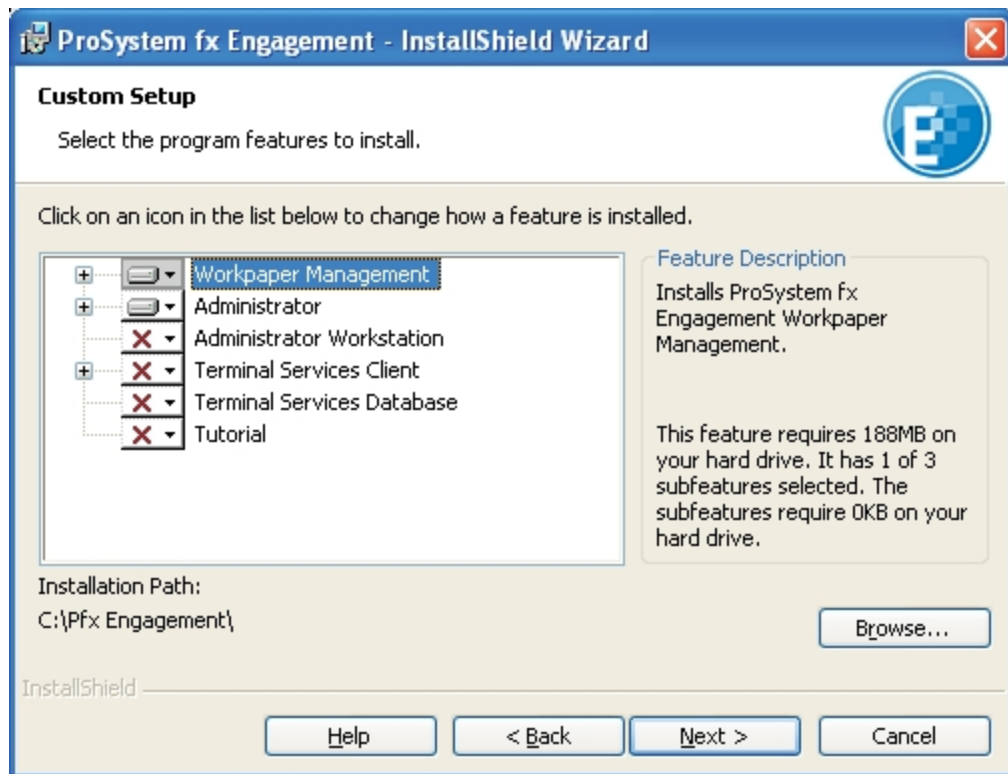 ProSystem fx Engagement - InstallShield Wizard
Custom Setup
Select the program features to install.
E
Click on an icon in the list below to change how a feature is installed.
Workpaper Management
Administrator
Administrator Workstation
Terminal Services Client
Terminal Services Database
Tutorial
Feature Description
Installs ProSystem fx
Engagement Workpaper
Management.
This feature requires 188MB on
your hard drive. It has 1 of 3
subfeatures selected. The
subfeatures require 0KB on your
hard drive.
Installation Path:
C:\Pfx Engagement\
Browse...
InstallShield
Help
< Back
Next >
Cancel